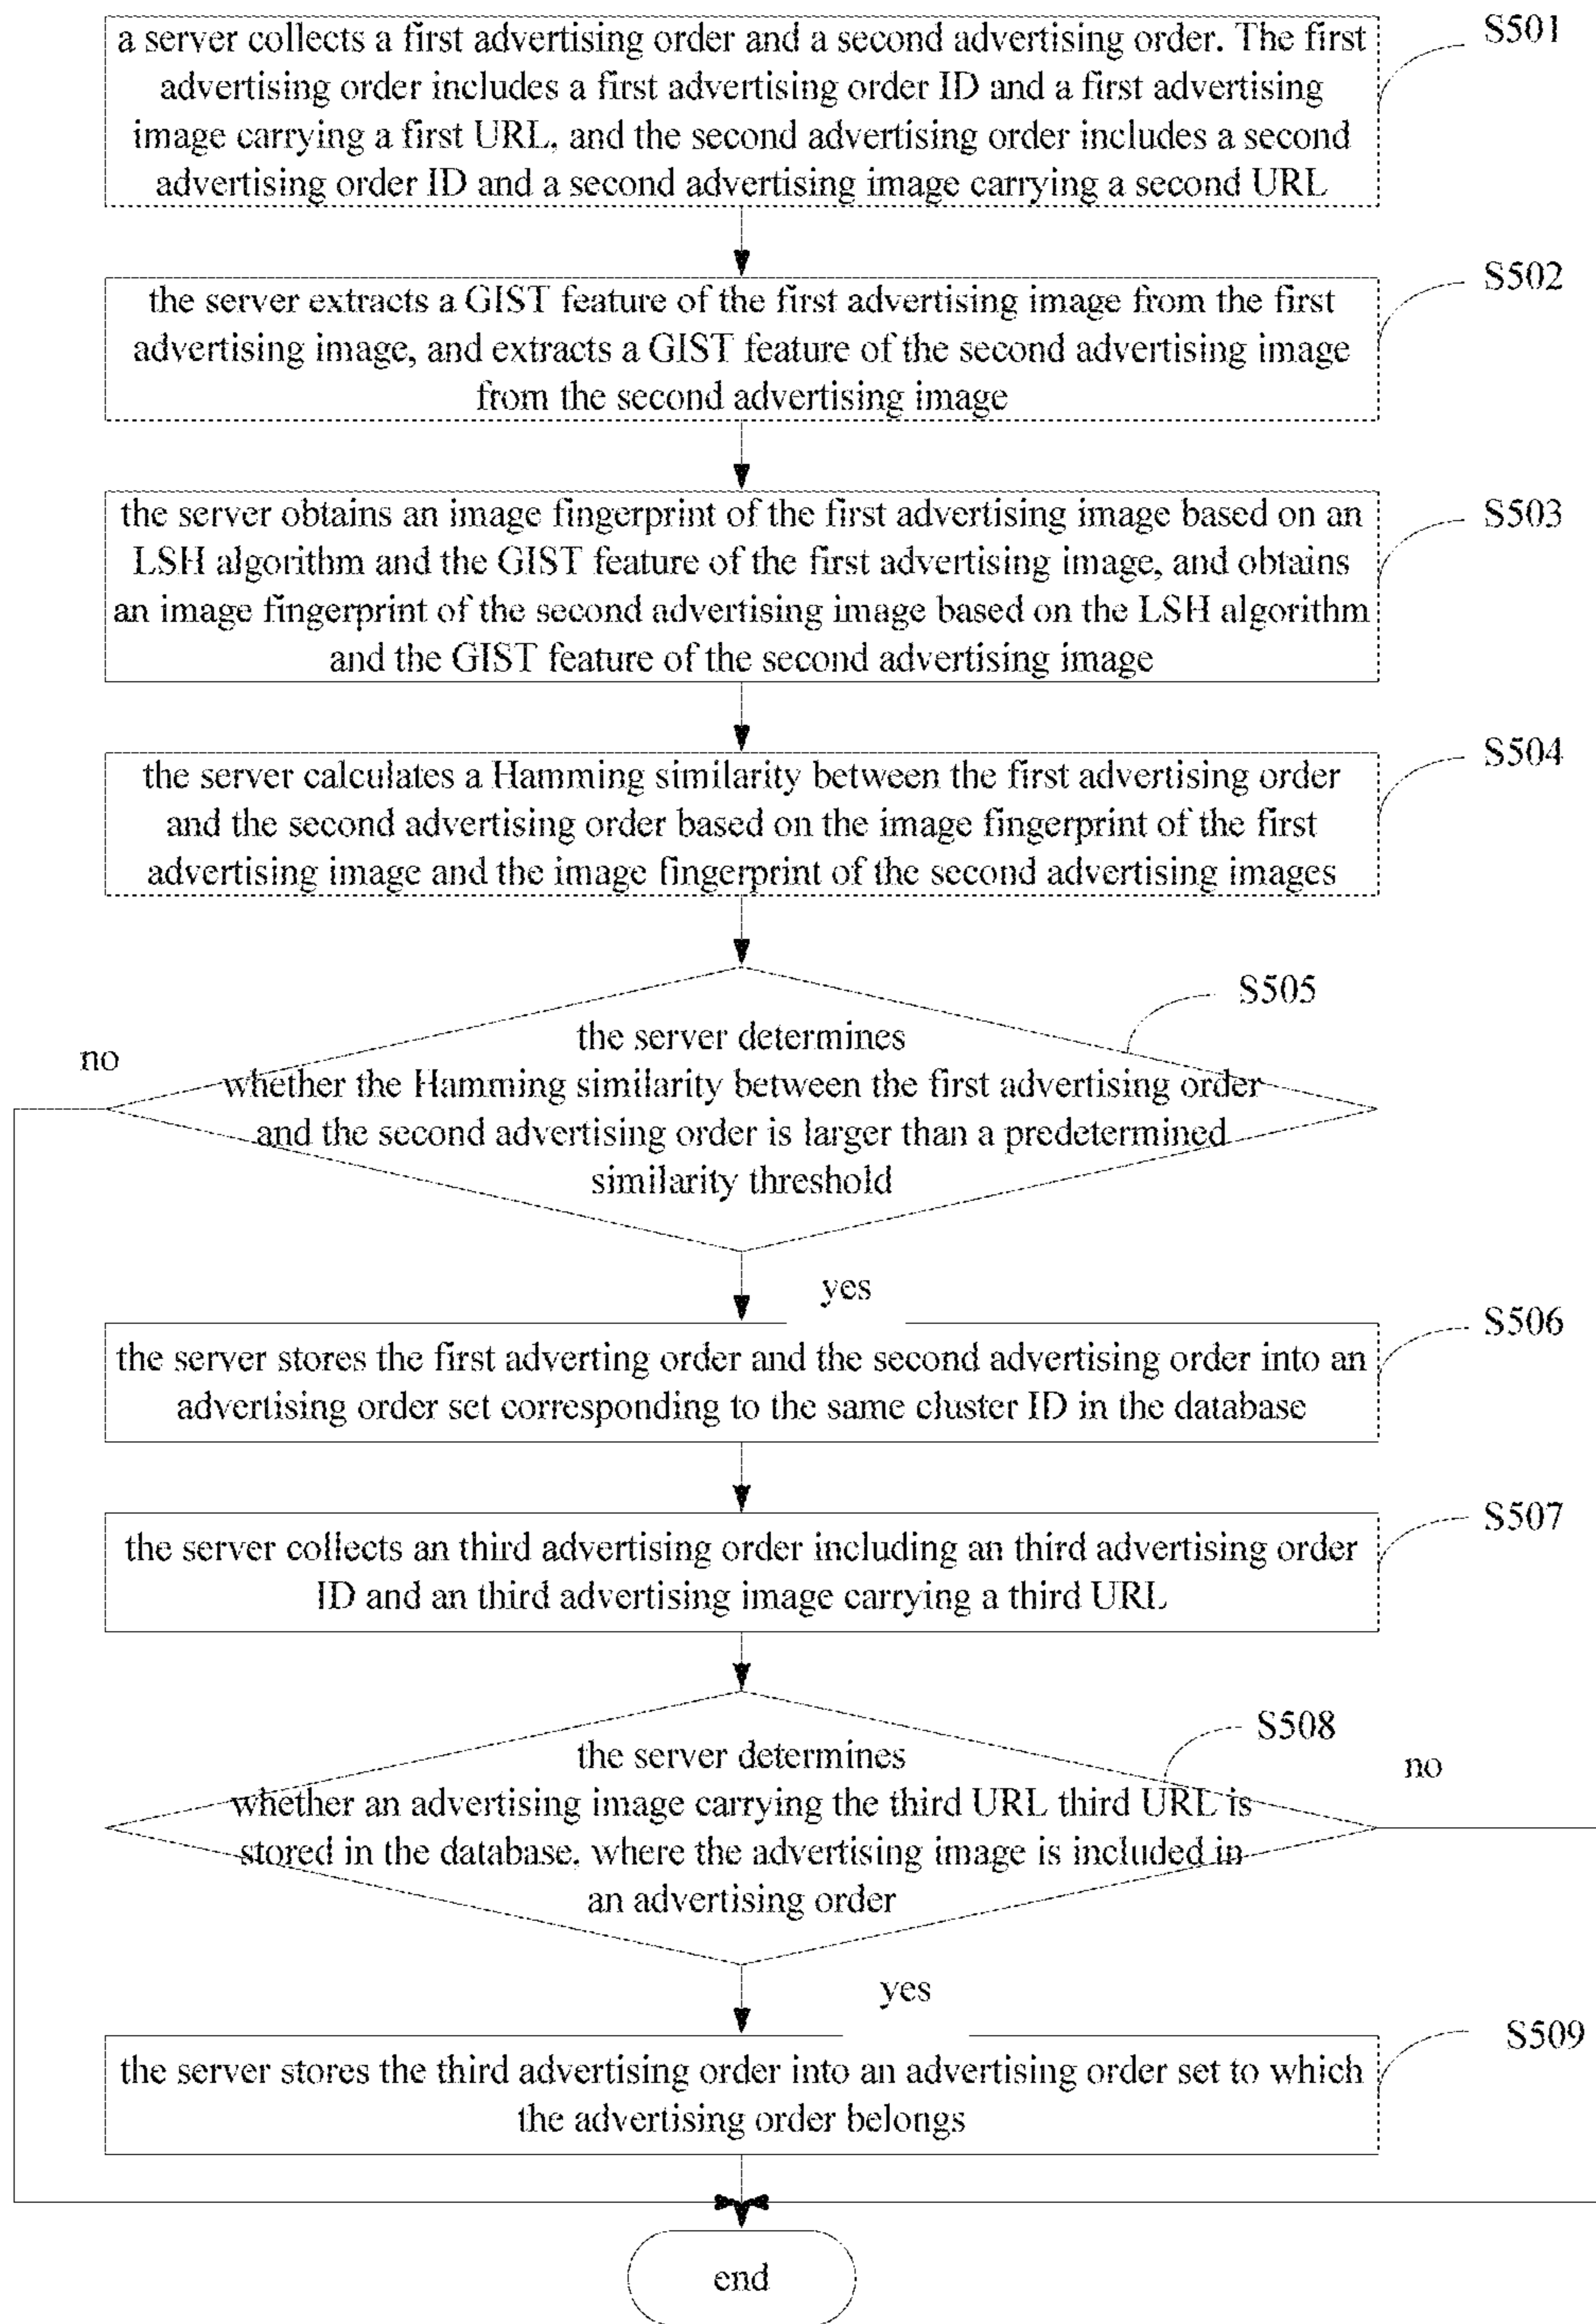 a server collects a first advertising order and a second advertising order. The first
advertising order includes a first advertising order ID and a first advertising
image carrying a first URL, and the second advertising order includes a second
advertising order ID and a second advertising image carrying a second URL
S501
the server extracts a GIST feature of the first advertising image from the first
advertising image, and extracts a GIST feature of the second advertising image
from the second advertising image
S502
the server obtains an image fingerprint of the first advertising image based on an
LSH algorithm and the GIST feature of the first advertising image, and obtains
an image fingerprint of the second advertising image based on the LSH algorithm
and the GIST feature of the second advertising image
S503
the server calculates a Hamming similarity between the first advertising order
and the second advertising order based on the image fingerprint of the first
advertising image and the image fingerprint of the second advertising images
S504
S505
no
the server determines
whether the Hamming similarity between the first advertising order
and the second advertising order is larger than a predetermined
similarity threshold
yes
the server stores the first adverting order and the second advertising order into an
advertising order set corresponding to the same cluster ID in the database
S506
the server collects an third advertising order including an third advertising order
ID and an third advertising image carrying a third URL
S507
S508
no
the server determines
whether an advertising image carrying the third URL third URL is
stored in the database, where the advertising image is included in
an advertising order
yes
the server stores the third advertising order into an advertising order set to which
the advertising order belongs
S509
end